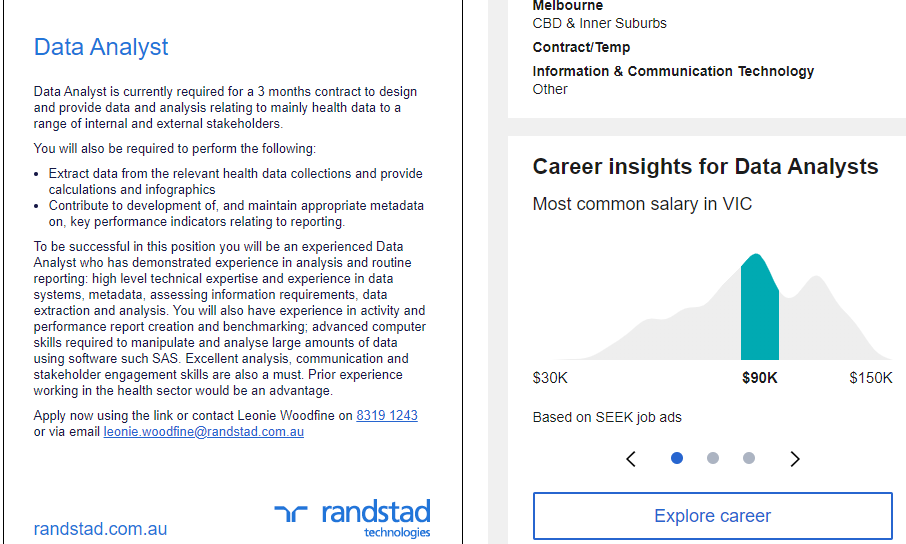 Data Analyst
Data Analyst is currently required for a 3 months contract to design
and provide data and analysis relating to mainly health data to a
range of internal and external stakeholders.
You will also be required to perform the following:
• Extract data from the relevant health data collections and provide
calculations and infographics
• Contribute to development of, and maintain appropriate metadata
on, key performance indicators relating to reporting.
To be successful in this position you will be an experienced Data
Analyst who has demonstrated experience in analysis and routine
reporting: high level technical expertise and experience in data
systems, metadata, assessing information requirements, data
extraction and analysis. You will also have experience in activity and
performance report creation and benchmarking; advanced computer
skills required to manipulate and analyse large amounts of data
using software such SAS. Excellent analysis, communication and
stakeholder engagement skills are also a must. Prior experience
working in the health sector would be an advantage.
Apply now using the link or contact Leonie Woodfine on 8319 1243
or via email leonie.woodfine@randstad.com.au
randstad.com.au
randstad
technologies
Melbourne
CBD & Inner Suburbs
Contract/Temp
Information & Communication Technology
Other
Career insights for Data Analysts
Most common salary in VIC
$30K $90K $150K
Based on SEEK job ads
Explore career